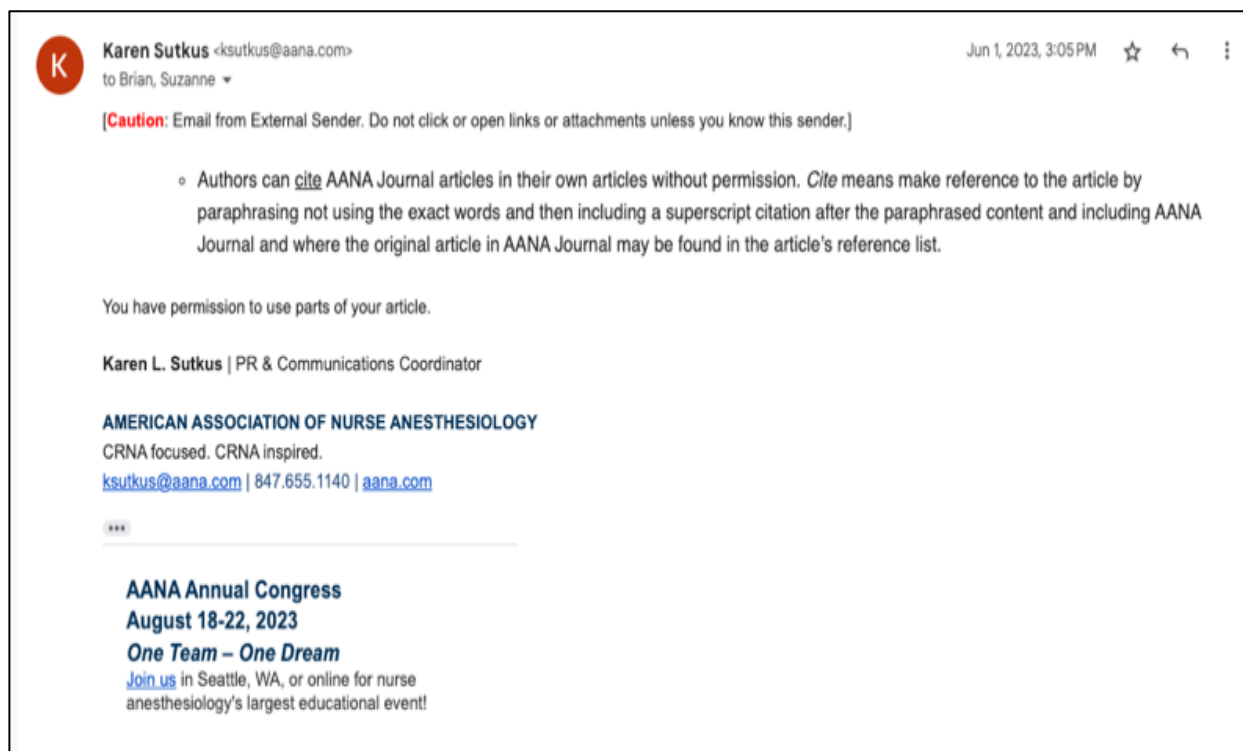 K
Karen Sutkus <ksutkus@aana.com>
Jun 1, 2023, 3:05 PM
to Brian, Suzanne
[Caution: Email from External Sender. Do not click or open links or attachments unless you know this sender.]
◦ Authors can cite AANA Journal articles in their own articles without permission. Cite means make reference to the article by
paraphrasing not using the exact words and then including a superscript citation after the paraphrased content and including AANA
Journal and where the original article in AANA Journal may be found in the article's reference list.
You have permission to use parts of your article.
Karen L. Sutkus | PR & Communications Coordinator
AMERICAN ASSOCIATION OF NURSE ANESTHESIOLOGY
CRNA focused. CRNA inspired.
ksutkus@aana.com | 847.655.1140 | aana.com
AANA Annual Congress
August 18-22, 2023
One Team – One Dream
Join us in Seattle, WA, or online for nurse
anesthesiology's largest educational event!